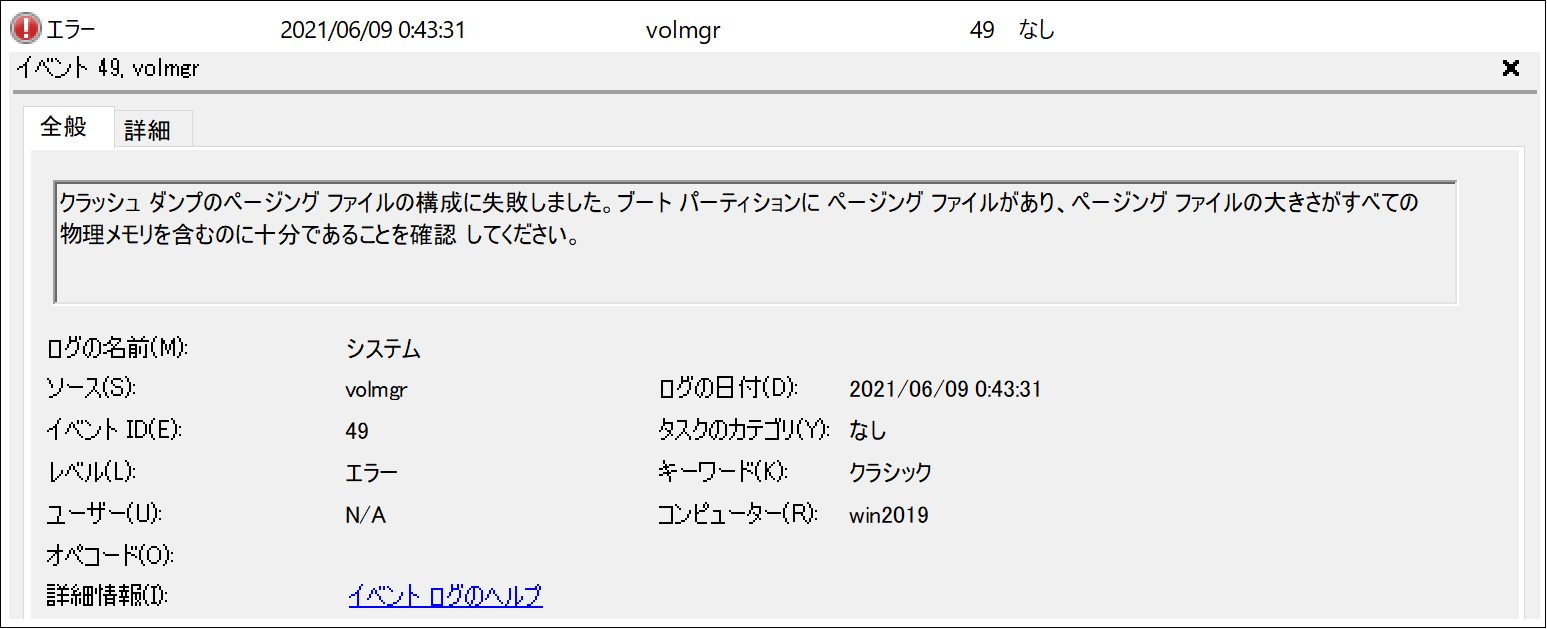 エラー 2021/06/09 0:43:31 volmgr 49 なし
イベント 49, volmgr
全般 詳細
クラッシュ ダンプのページング ファイルの構成に失敗しました。ブート パーティションに ページング ファイルがあり、ページング ファイルの大きさがすべての
物理メモリを含むのに十分であることを確認 してください。
ログの名前(M): システム
ソース(S): volmgr ログの日付(D): 2021/06/09 0:43:31
イベント ID(E): 49 タスクのカテゴリ(Y): なし
レベル(L): エラー キーワード(K): クラシック
ユーザー(U): N/A コンピューター(R): win2019
オペコード(O):
詳細情報(I): イベント ログのヘルプ